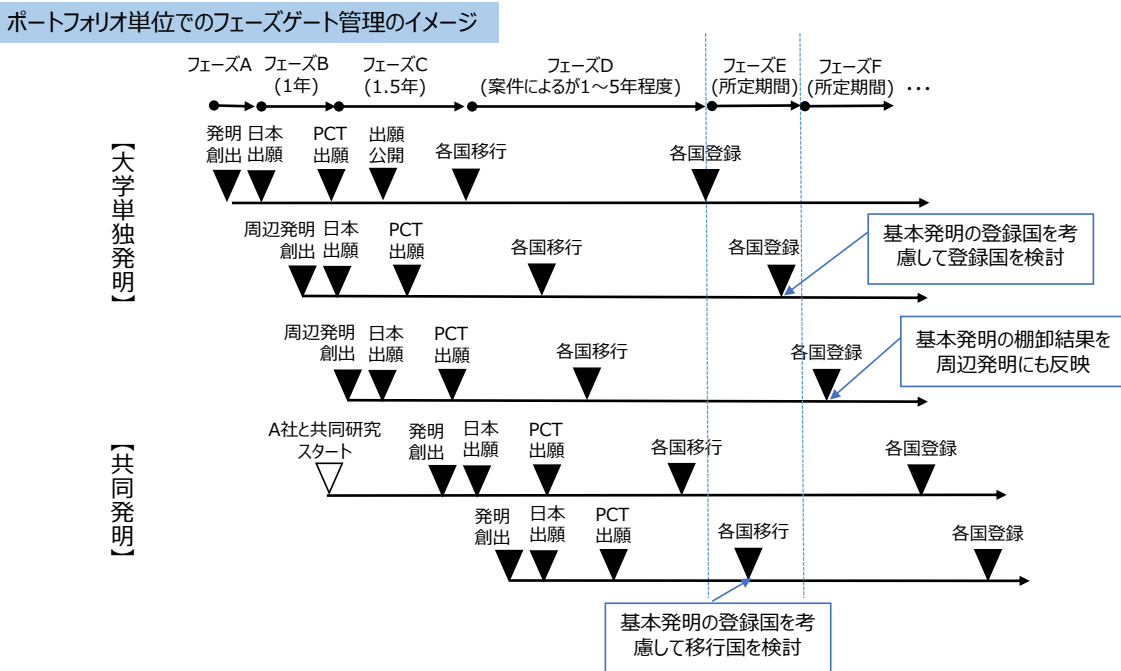 ポートフォリオ単位でのフェーズゲート管理のイメージ
フェーズA
フェーズB
(1年)
フェーズC
(1.5年)
フェーズD
(案件によるが1～5年程度)
フェーズE
(所定期間)
フェーズF
(所定期間)
…
【大学単独発明】
発明
創出
日本
出願
PCT
出願
出願
公開
各国移行
各国登録
周辺発明
創出
日本
出願
PCT
出願
各国移行
各国登録
基本発明の登録国を考
慮して登録国を検討
周辺発明
創出
日本
出願
PCT
出願
各国移行
各国登録
基本発明の棚卸結果を
周辺発明にも反映
【共同発明】
A社と共同研究
スタート
発明
創出
日本
出願
PCT
出願
各国移行
各国登録
発明
創出
日本
出願
PCT
出願
各国移行
各国登録
基本発明の登録国を考
慮して移行国を検討